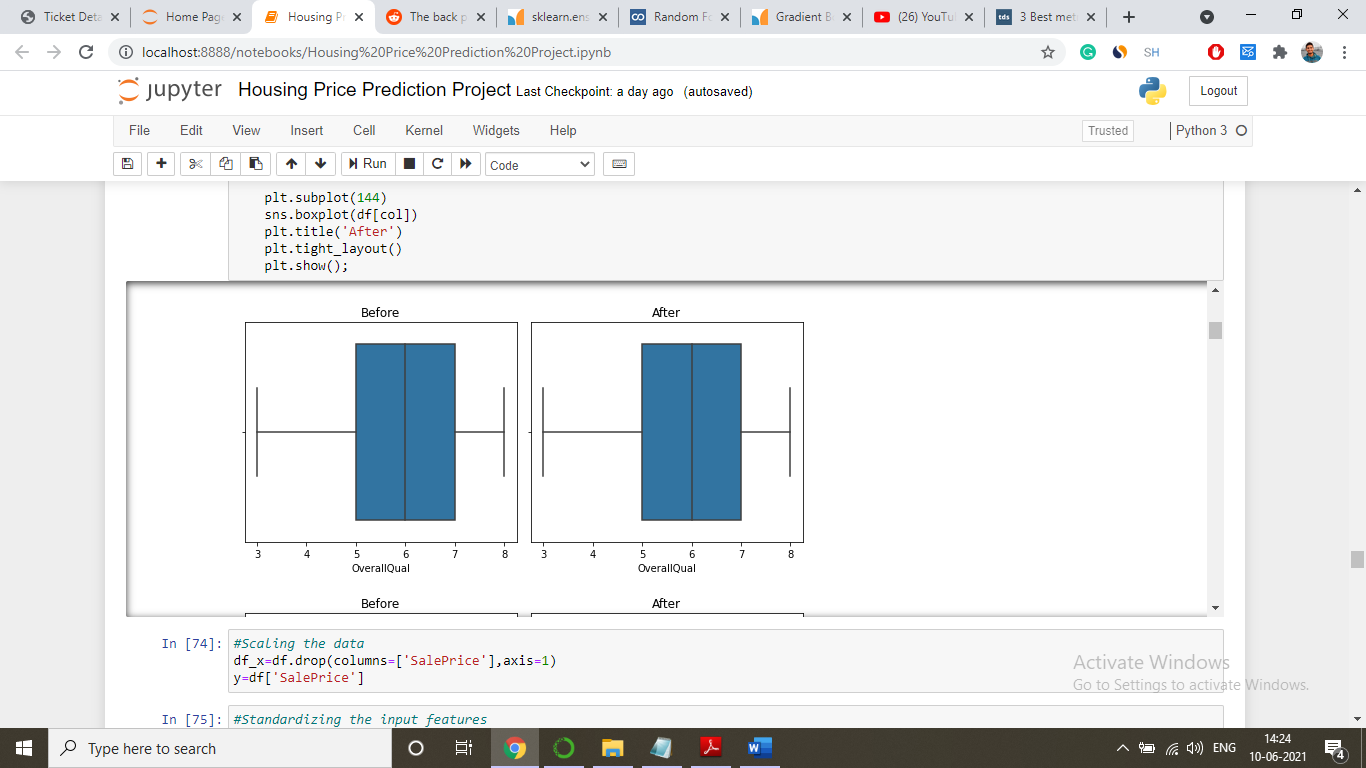 Ticket Deta
Home Pag
Housing P
The back p
sklearn.ens
Random Fo
Gradient B
(26) YouTu
tds
3 Best met
localhost:8888/notebooks/Housing%20Price%20Prediction%20Project.ipynb
SH
jupyter Housing Price Prediction Project Last Checkpoint: a day ago (autosaved)
Logout
File Edit View Insert Cell Kernel Widgets Help
Trusted
Python 3
Run
Code
plt.subplot(144)
sns.boxplot(df[col])
plt.title('After')
plt.tight_layout()
plt.show();
Before
After
3 4 5 6 7 8
3 4 5 6 7 8
OverallQual
OverallQual
Before
After
In [74]:
#Scaling the data
df_x=df.drop(columns=['SalePrice'],axis=1)
y=df['SalePrice']
Activate Windows
Go to Settings to activate Windows.
In [75]:
#Standardizing the input features
Type here to search
ENG
14:24
10-06-2021
4